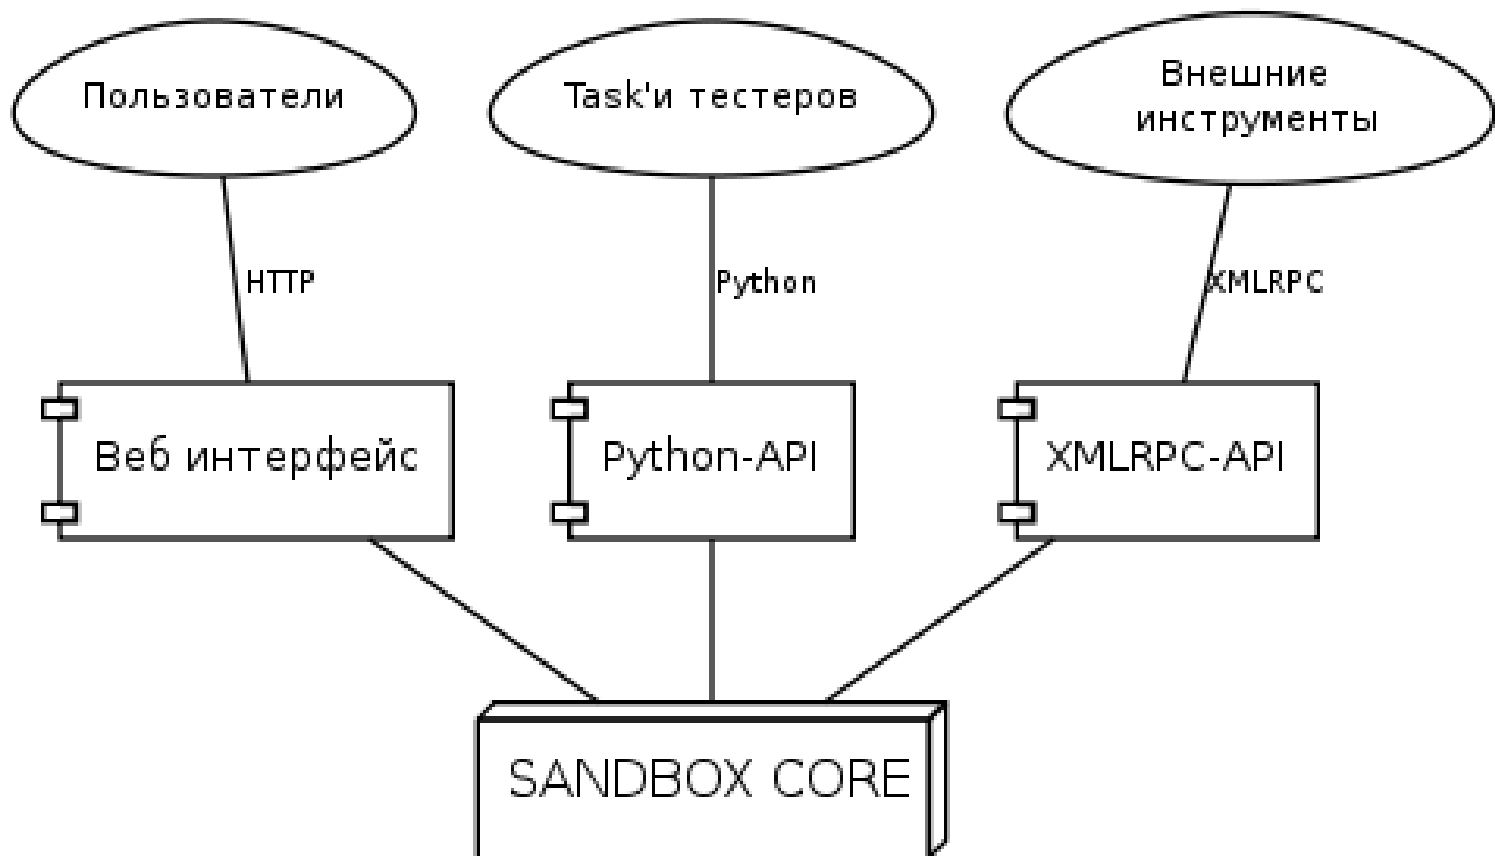 Пользователи
Task'и тестеров
Внешние
инструменты
HTTP
Python
XMLRPC
Веб интерфейс
Python-API
XMLRPC-API
SANDBOX CORE